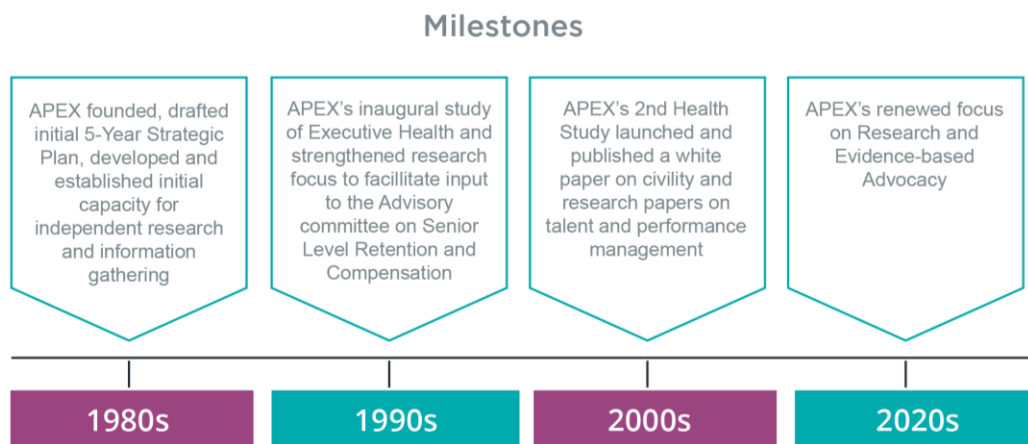 Milestones
APEX founded, drafted
initial 5-Year Strategic
Plan, developed and
established initial
capacity for
independent research
and information
gathering
APEX's inaugural study
of Executive Health and
strengthened research
focus to facillitate input
to the Advisory
committee on Senior
Level Retention and
Compensation
APEX's 2nd Health
Study launched and
published a white
paper on civility and
research papers on
talent and performance
management
APEX's renewed focus
on Research and
Evidence-based
Advocacy
1980s
1990s
2000s
2020s